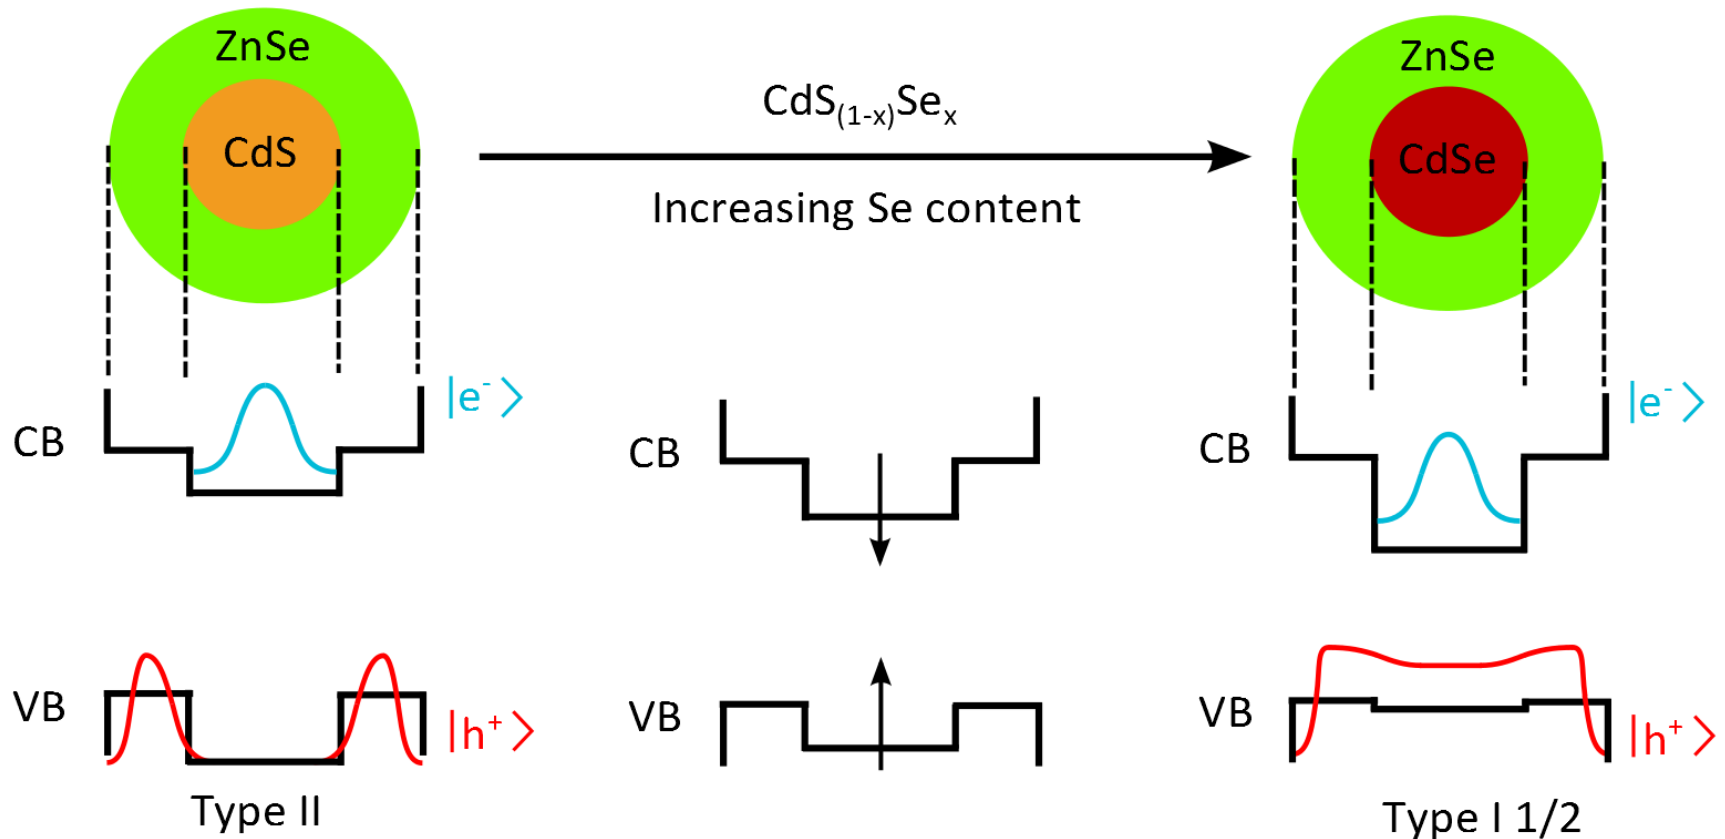 ZnSe
CdS
CdS(1-x)Sex
Increasing Se content
ZnSe
CdSe
CB
|e-⟩
CB
CB
|e-⟩
VB
|h+⟩
VB
VB
|h+⟩
Type II
Type I 1/2